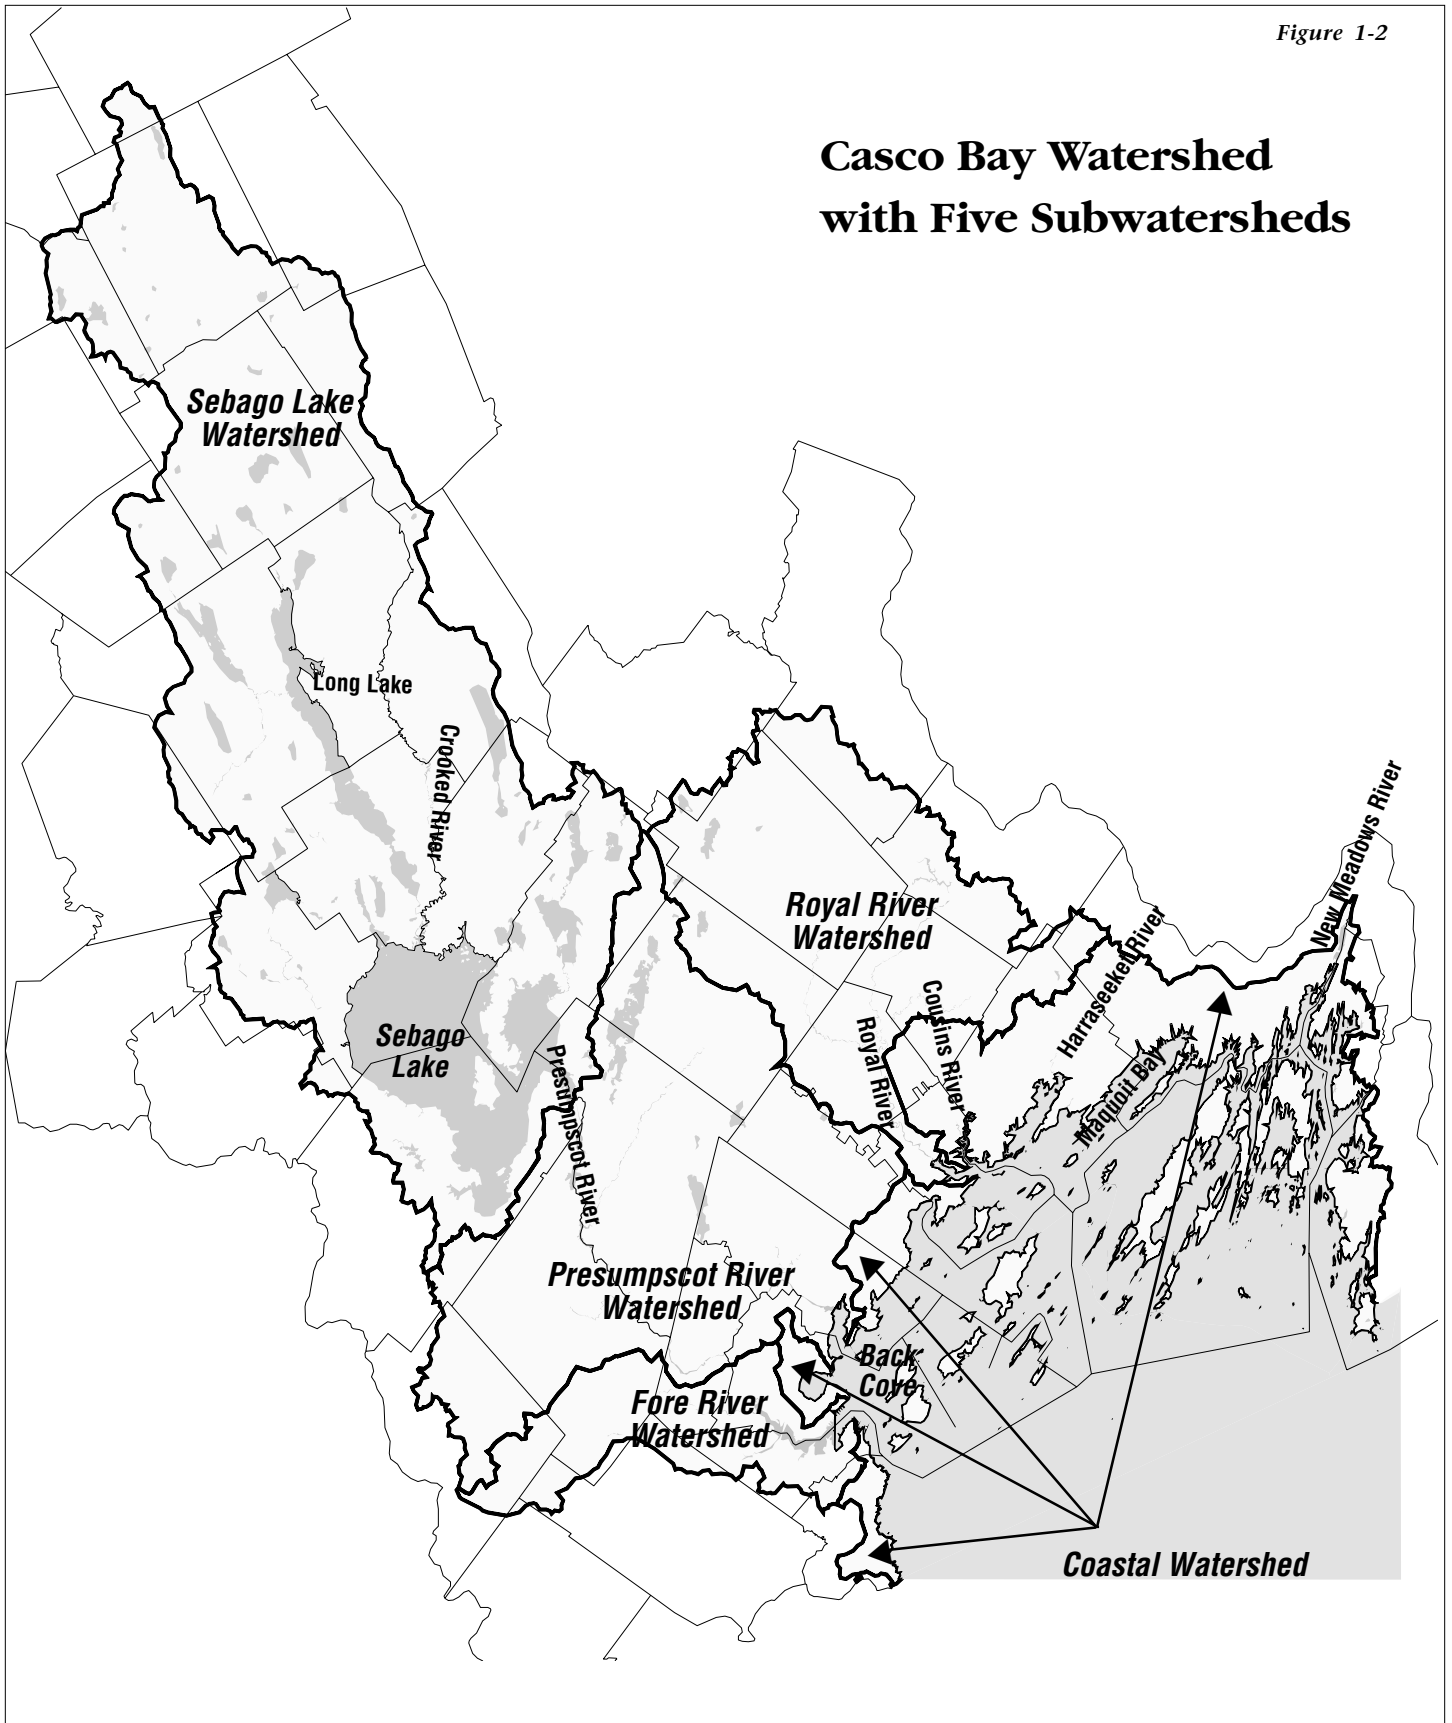 Figure 1-2
Casco Bay Watershed
with Five Subwatersheds
Sebago Lake
Watershed
Long Lake
Crooked River
New Meadows River
Royal River
Watershed
Harraseeket River
Cousins River
Royal River
Maquoit Bay
Sebago
Lake
Presumpscot River
Presumpscot River
Watershed
Back
Cove
Fore River
Watershed
Coastal Watershed